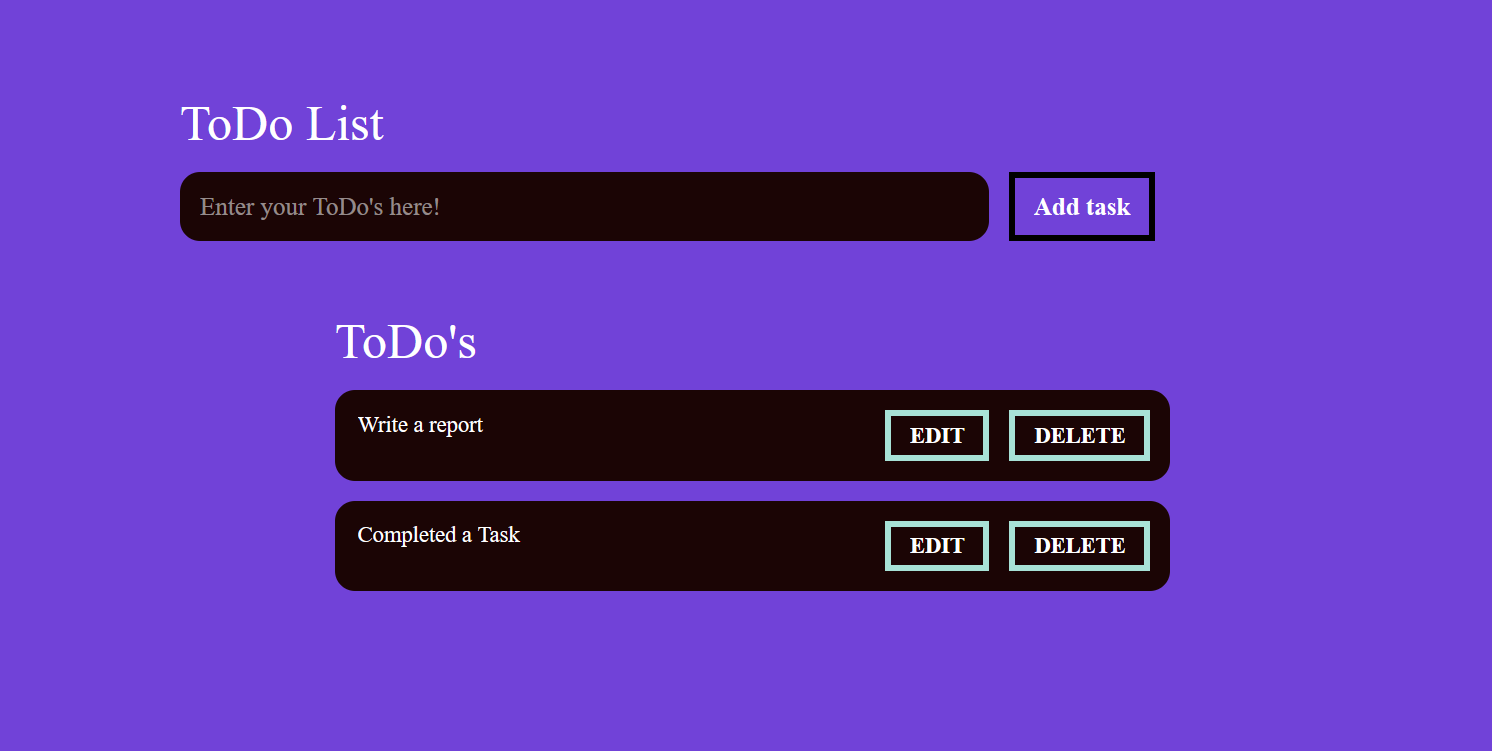 ToDo List
Enter your ToDo's here!
Add task
ToDo's
Write a report
EDIT
DELETE
Completed a Task
EDIT
DELETE